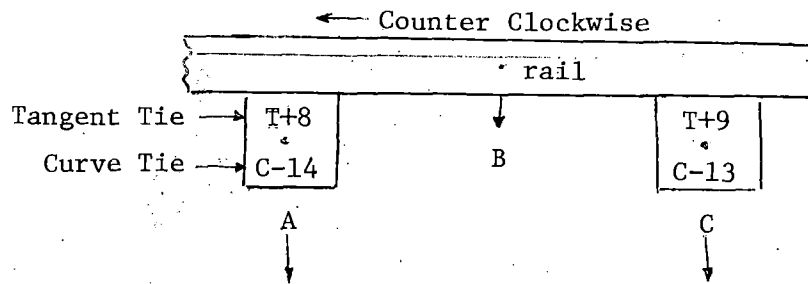 Counter Clockwise
rail
Tangent Tie T+8 T+9
Curve Tie C-14 B C-13
A C